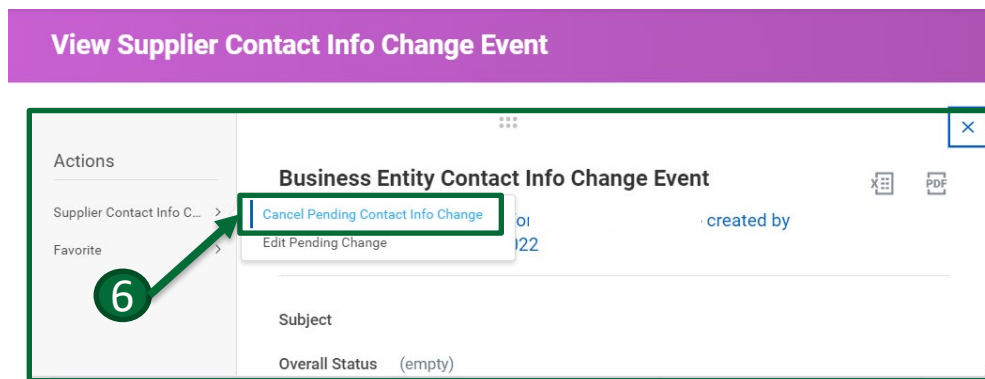 View Supplier Contact Info Change Event
Actions
Supplier Contact Info C...
Favorite
6
Business Entity Contact Info Change Event
X
PDF
Cancel Pending Contact Info Change
Edit Pending Change
created by
022
Subject
Overall Status (empty)